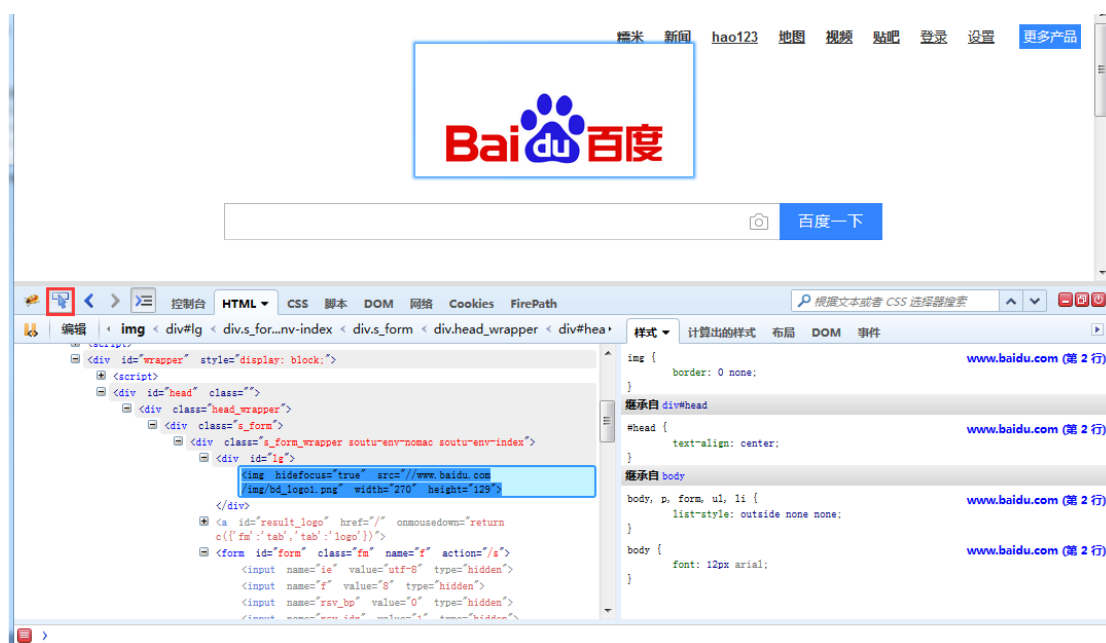 糯米 新闻 hao123 地图 视频 贴吧 登录 设置 更多产品
Bai du 百度
百度一下
控制台 HTML CSS 脚本 DOM 网络 Cookies FirePath
根据文本或者 CSS 选择器搜索
编辑 img < div#lg < div.s_for...nv-index < div.s_form < div.head_wrapper < div#hea
样式 计算出的样式 布局 DOM 事件
<script>
<div id="wrapper" style="display: block;">
<script>
<div id="head" class="">
<div class="head_wrapper">
<div class="s_form">
<div class="s_form_wrapper soutu-env-nomac soutu-env-index">
<div id="lg">
<img hidefocus="true" src="//www.baidu.com
/img/bd_logo1.png" width="270" height="129">
</div>
<a id="result_logo" href="/" onmousedown="return
c({'fm':'tab','tab':'logo'})">
<form id="form" class="fm" name="f" action="/s">
<input name="ie" value="utf-8" type="hidden">
<input name="f" value="8" type="hidden">
<input name="rsv_bp" value="0" type="hidden">
<input name="rsv_idx" value="1" type="hidden">
img { www.baidu.com (第 2 行)
border: 0 none;
}
继承自 div#head
#head { www.baidu.com (第 2 行)
text-align: center;
}
继承自 body
body, p, form, ul, li { www.baidu.com (第 2 行)
list-style: outside none none;
}
body { www.baidu.com (第 2 行)
font: 12px arial;
}